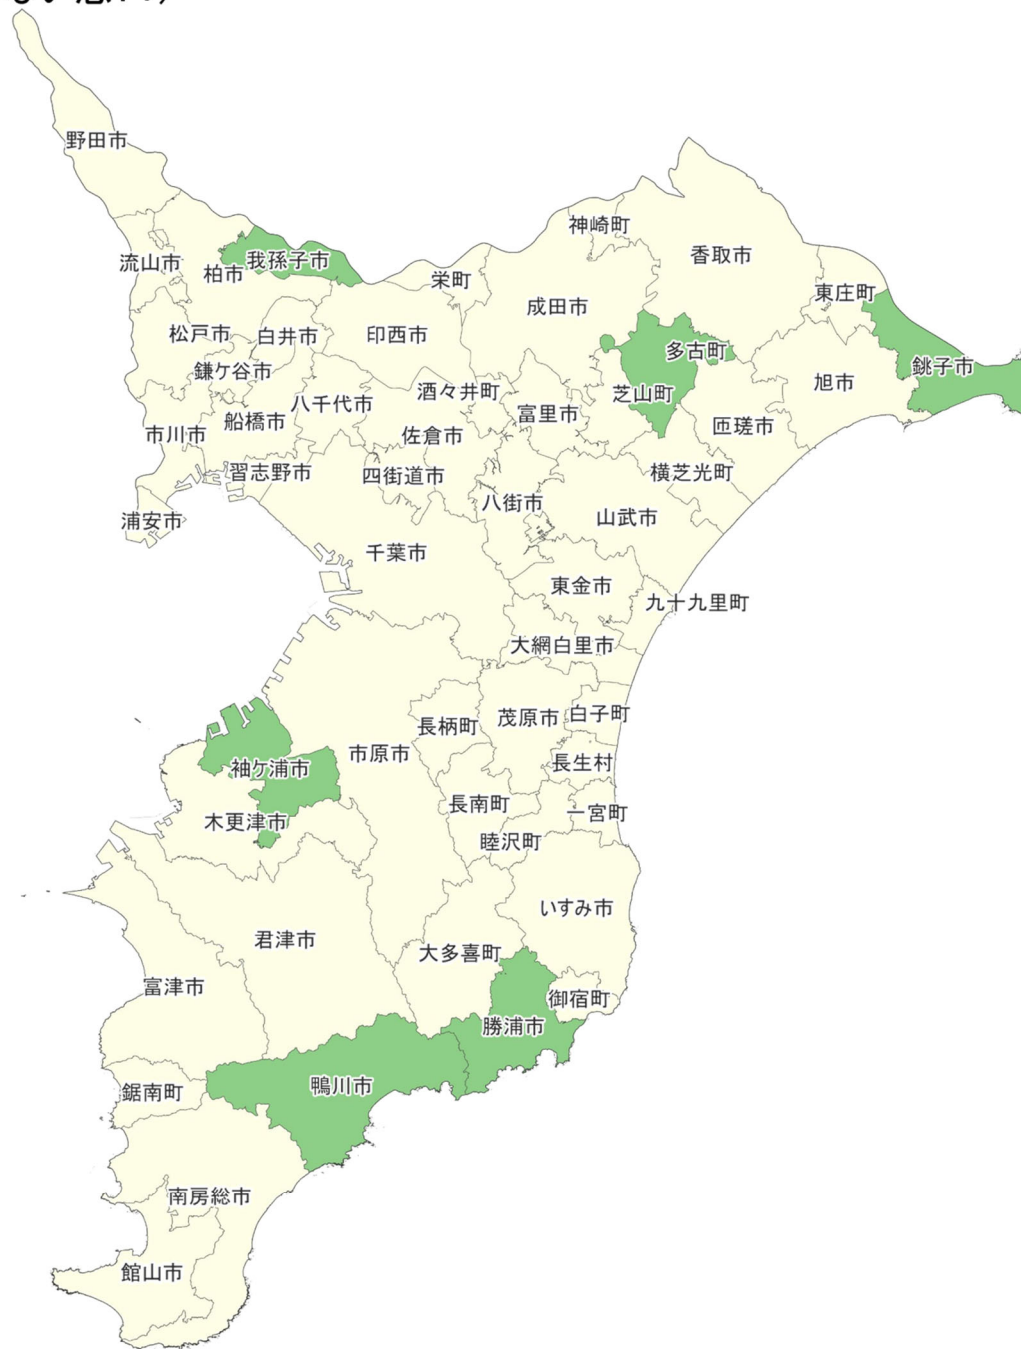 野田市
神崎町
香取市
流山市
柏市
我孫子市
栄町
東庄町
成田市
松戸市
白井市
印西市
多古町
銚子市
鎌ケ谷市
旭市
酒々井町
芝山町
八千代市
富里市
船橋市
匝瑳市
市川市
佐倉市
習志野市
四街道市
横芝光町
八街市
山武市
浦安市
千葉市
東金市
九十九里町
大網白里市
長柄町
茂原市
白子町
市原市
長生村
袖ケ浦市
長南町
一宮町
木更津市
睦沢町
いすみ市
君津市
大多喜町
富津市
御宿町
勝浦市
鴨川市
鋸南町
南房総市
館山市